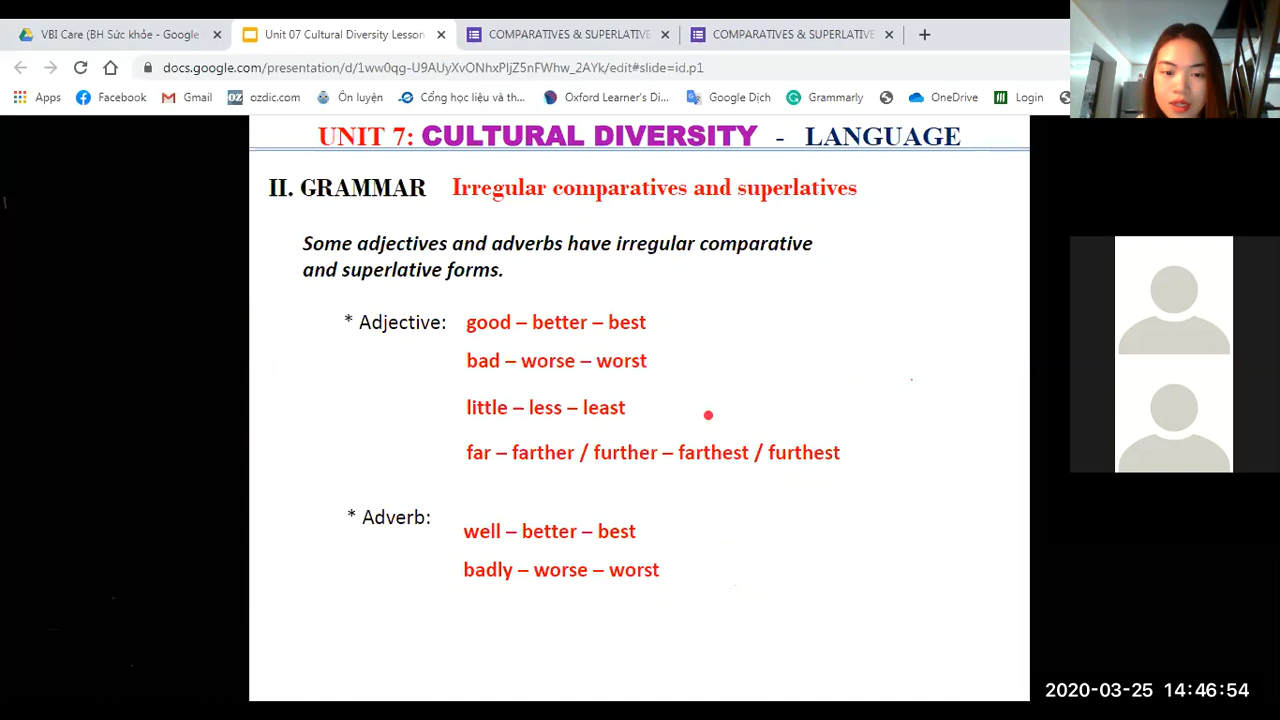 VBI Care (BH Sức khỏe - Google
Unit 07 Cultural Diversity Lesson
COMPARATIVES & SUPERLATIVE
COMPARATIVES & SUPERLATIVE
docs.google.com/presentation/d/1ww0qg-U9AUyXvONhxPljZ5nFWhw_2AYk/edit#slide=id.p1
Apps
Facebook
Gmail
oz ozdic.com
Ôn luyện
Cổng học liệu và th...
Oxford Learner's Di...
Google Dịch
Grammarly
OneDrive
Login
UNIT 7: CULTURAL DIVERSITY - LANGUAGE
II. GRAMMAR Irregular comparatives and superlatives
Some adjectives and adverbs have irregular comparative
and superlative forms.
* Adjective: good – better – best
bad – worse – worst
little – less – least
far – farther / further – farthest / furthest
* Adverb:
well – better – best
badly – worse – worst
2020-03-25 14:46:54